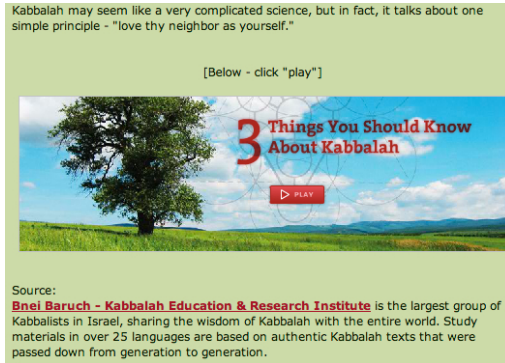 Kabbalah may seem like a very complicated science, but in fact, it talks about one
simple principle - "love thy neighbor as yourself."
[Below - click "play"]
3 Things You Should Know
About Kabbalah
PLAY
Source:
Bnei Baruch - Kabbalah Education & Research Institute is the largest group of
Kabbalists in Israel, sharing the wisdom of Kabbalah with the entire world. Study
materials in over 25 languages are based on authentic Kabbalah texts that were
passed down from generation to generation.